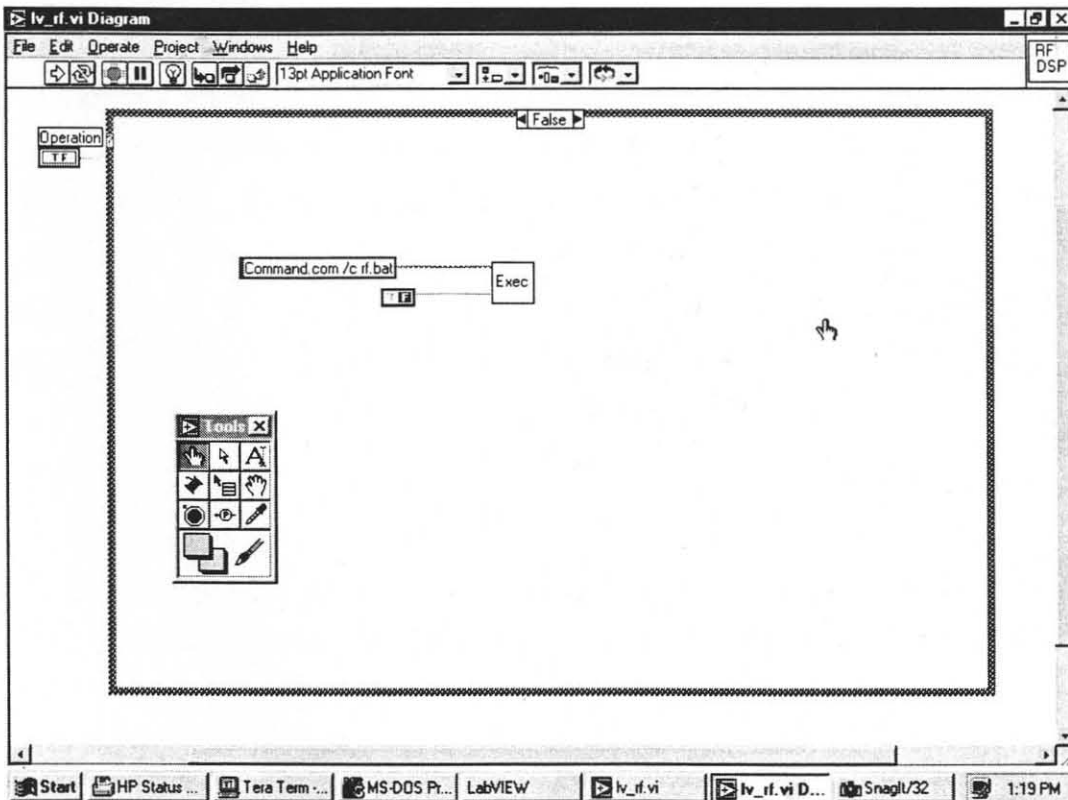 lv_rf.vi Diagram
File Edit Operate Project Windows Help
RF
DSP
13pt Application Font
False
Operation
TF
Command.com /c rf.bat
Exec
T F
Tools
A
P
Start HP Status ... Tera Term -... MS-DOS Pr... LabVIEW lv_rf.vi lv_rf.vi D... SnagIt/32 1:19 PM